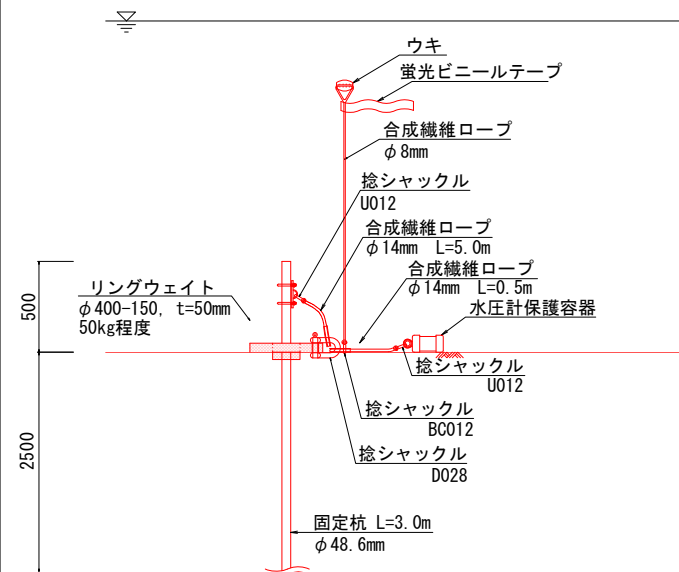 ウキ
蛍光ビニールテープ
合成繊維ロープ
φ8mm
捻シャックル
U012
合成繊維ロープ
φ14mm L=5.0m
合成繊維ロープ
φ14mm L=0.5m
リングウェイト
φ400-150, t=50mm
50kg程度
水圧計保護容器
500
捻シャックル
U012
捻シャックル
BC012
捻シャックル
D028
2500
固定杭 L=3.0m
φ48.6mm